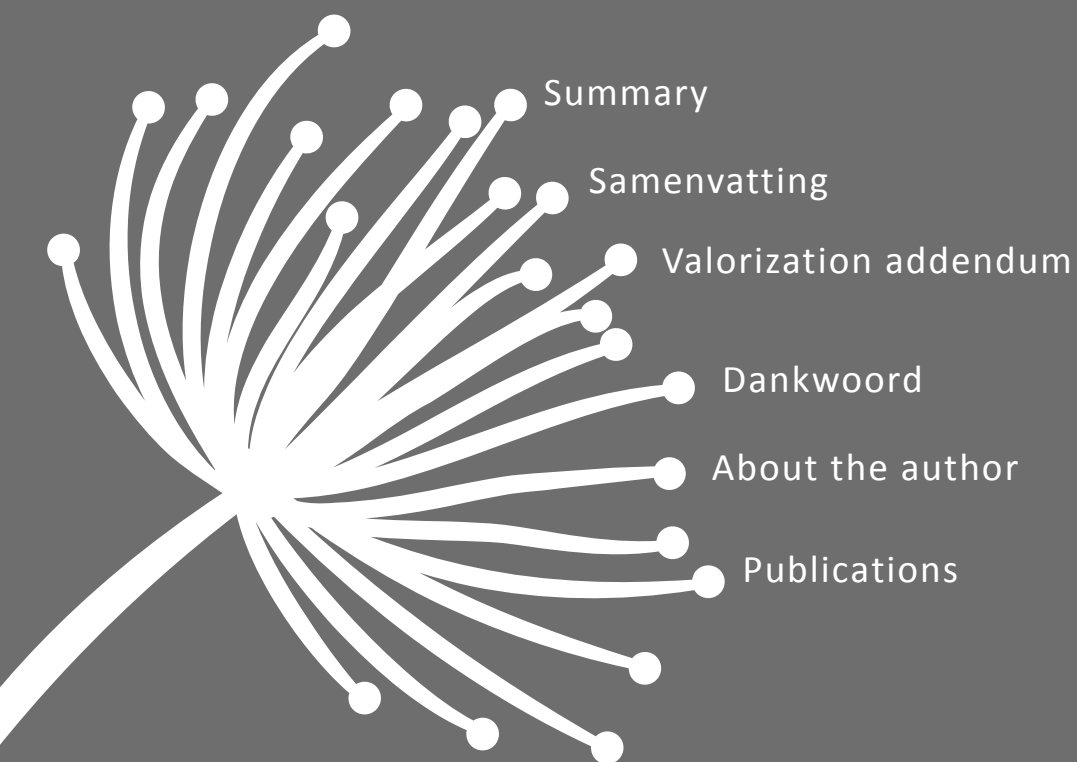 Summary
Samenvatting
Valorization addendum
Dankwoord
About the author
Publications